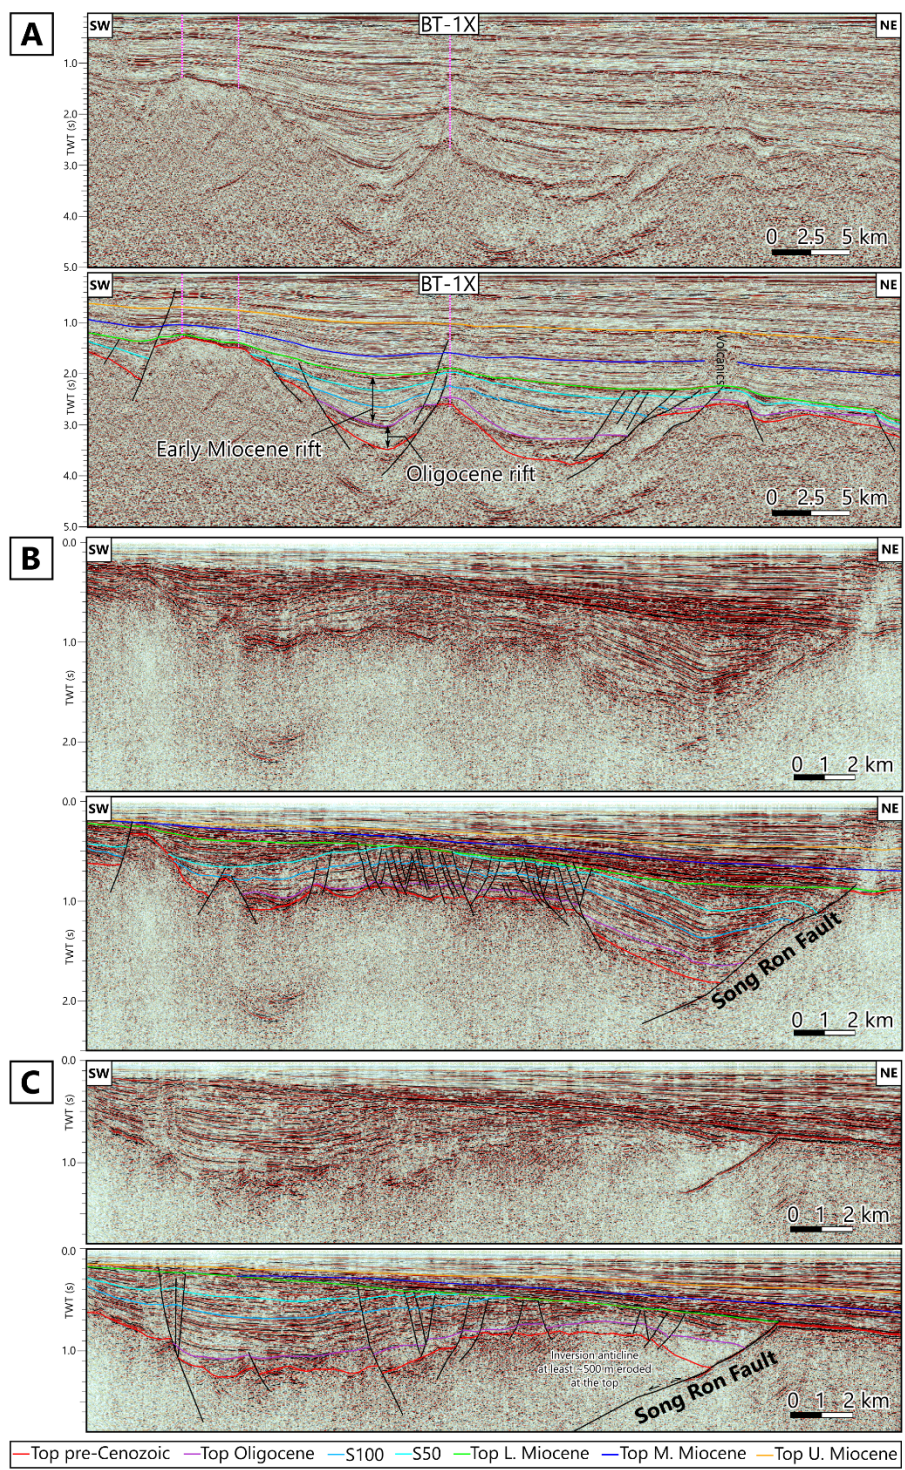 A
SW
BT-1X
NE
1.0
2.0
TWT (s)
3.0
4.0
5.0
0 2.5 5 km
SW
BT-1X
NE
1.0
2.0
TWT (s)
3.0
4.0
5.0
Volcanics
Early Miocene rift
Oligocene rift
0 2.5 5 km
B
0.0
SW
NE
1.0
TWT (s)
2.0
0 1 2 km
0.0
SW
NE
1.0
TWT (s)
2.0
Song Ron Fault
0 1 2 km
C
0.0
SW
NE
TWT (s)
1.0
0 1 2 km
0.0
SW
NE
TWT (s)
1.0
Inversion anticline
at least ~500 m eroded
at the top
Song Ron Fault
0 1 2 km
Top pre-Cenozoic Top Oligocene S100 S50 Top L. Miocene Top M. Miocene Top U. Miocene